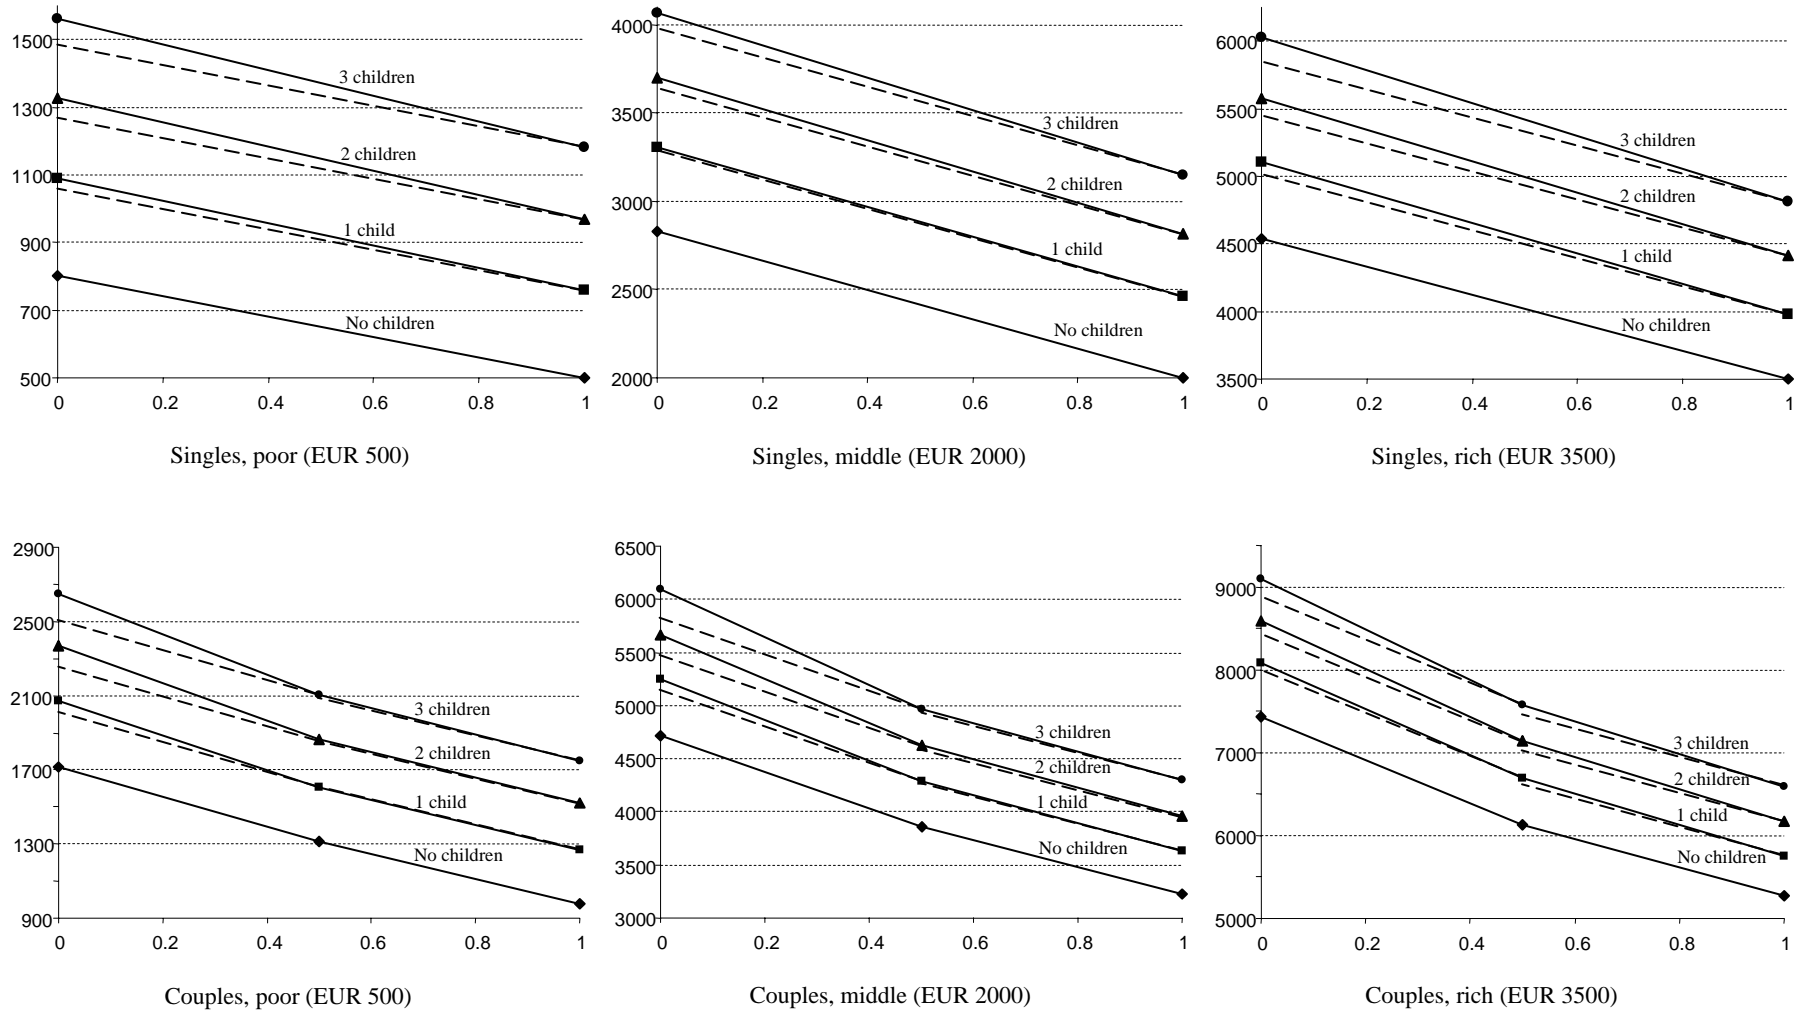 1500
1300
1100
900
700
500
3 children
2 children
1 child
No children
0 0.2 0.4 0.6 0.8 1
Singles, poor (EUR 500)
4000
3500
3000
2500
2000
3 children
2 children
1 child
No children
0 0.2 0.4 0.6 0.8 1
Singles, middle (EUR 2000)
6000
5500
5000
4500
4000
3500
3 children
2 children
1 child
No children
0 0.2 0.4 0.6 0.8 1
Singles, rich (EUR 3500)
2900
2500
2100
1700
1300
900
3 children
2 children
1 child
No children
0 0.2 0.4 0.6 0.8 1
Couples, poor (EUR 500)
6500
6000
5500
5000
4500
4000
3500
3000
3 children
2 children
1 child
No children
0 0.2 0.4 0.6 0.8 1
Couples, middle (EUR 2000)
9000
8000
7000
6000
5000
3 children
2 children
1 child
No children
0 0.2 0.4 0.6 0.8 1
Couples, rich (EUR 3500)